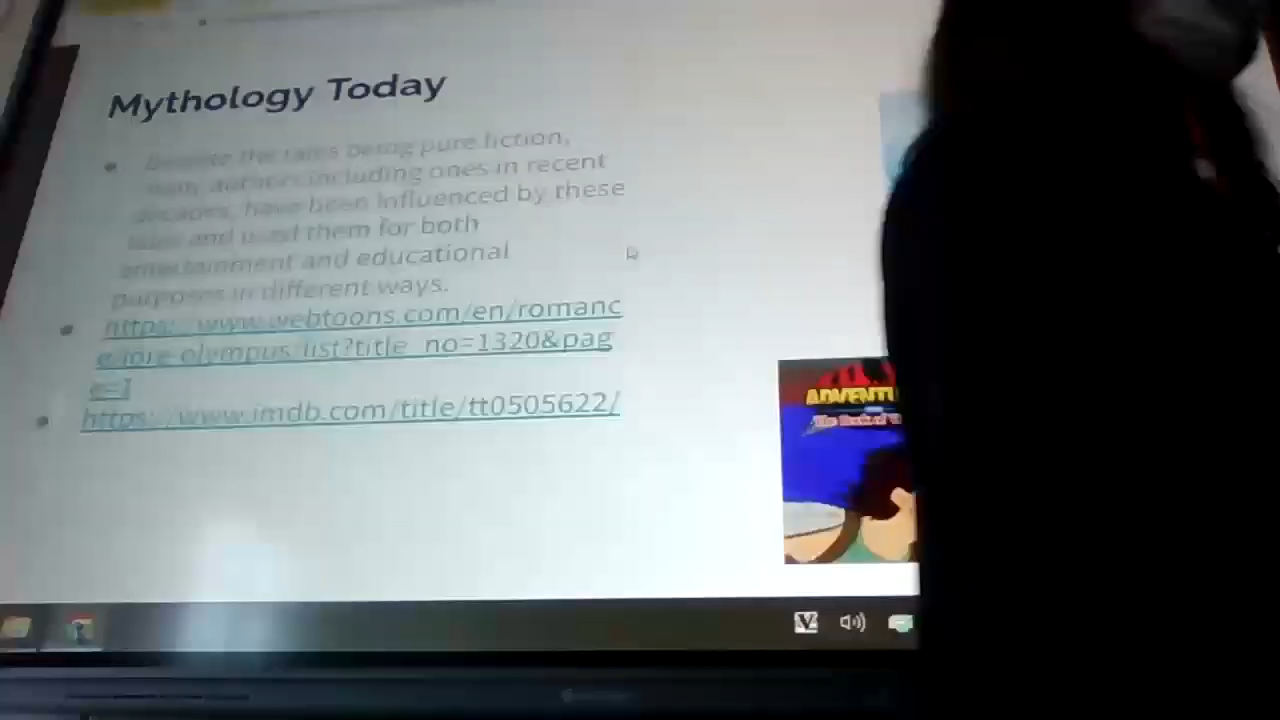 Mythology Today
Despite the tales being pure fiction,
many authors including ones in recent
decades, have been influenced by these
tales and used them for both
entertainment and educational
purposes in different ways.
https://www.webtoons.com/en/romanc
e/lore-olympus/list?title_no=1320&pag
e=1
https://www.imdb.com/title/tt0505622/
ADVENTU
V